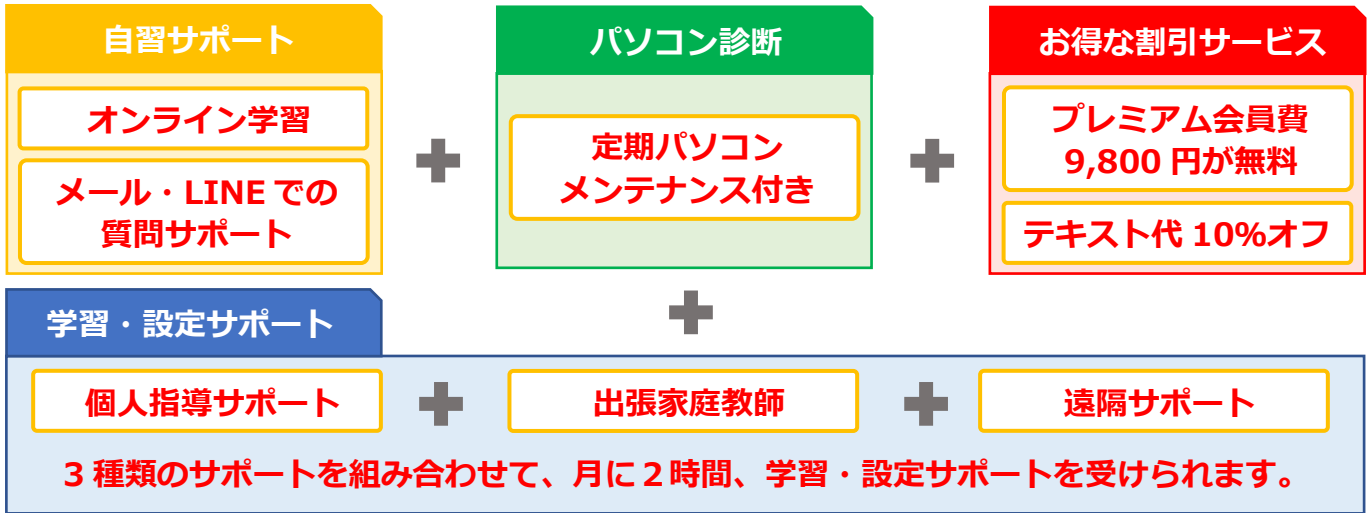 自習サポート
オンライン学習
メール・LINEでの
質問サポート
パソコン診断
定期パソコン
メンテナンス付き
お得な割引サービス
プレミアム会員費
9,800円が無料
テキスト代10%オフ
学習・設定サポート
個人指導サポート
出張家庭教師
遠隔サポート
3種類のサポートを組み合わせて、月に２時間、学習・設定サポートを受けられます。